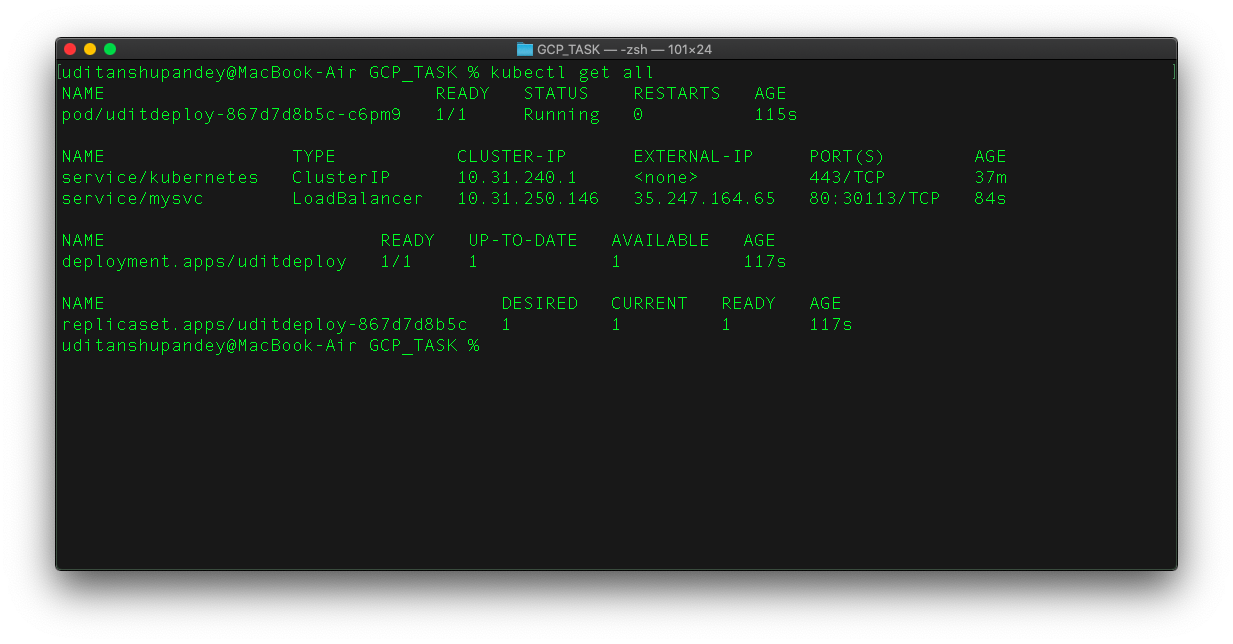 GCP_TASK — -zsh — 101×24
[uditanshupandey@MacBook-Air GCP_TASK % kubectl get all ]
NAME READY STATUS RESTARTS AGE
pod/uditdeploy-867d7d8b5c-c6pm9 1/1 Running 0 115s
NAME TYPE CLUSTER-IP EXTERNAL-IP PORT(S) AGE
service/kubernetes ClusterIP 10.31.240.1 <none> 443/TCP 37m
service/mysvc LoadBalancer 10.31.250.146 35.247.164.65 80:30113/TCP 84s
NAME READY UP-TO-DATE AVAILABLE AGE
deployment.apps/uditdeploy 1/1 1 1 117s
NAME DESIRED CURRENT READY AGE
replicaset.apps/uditdeploy-867d7d8b5c 1 1 1 117s
uditanshupandey@MacBook-Air GCP_TASK %